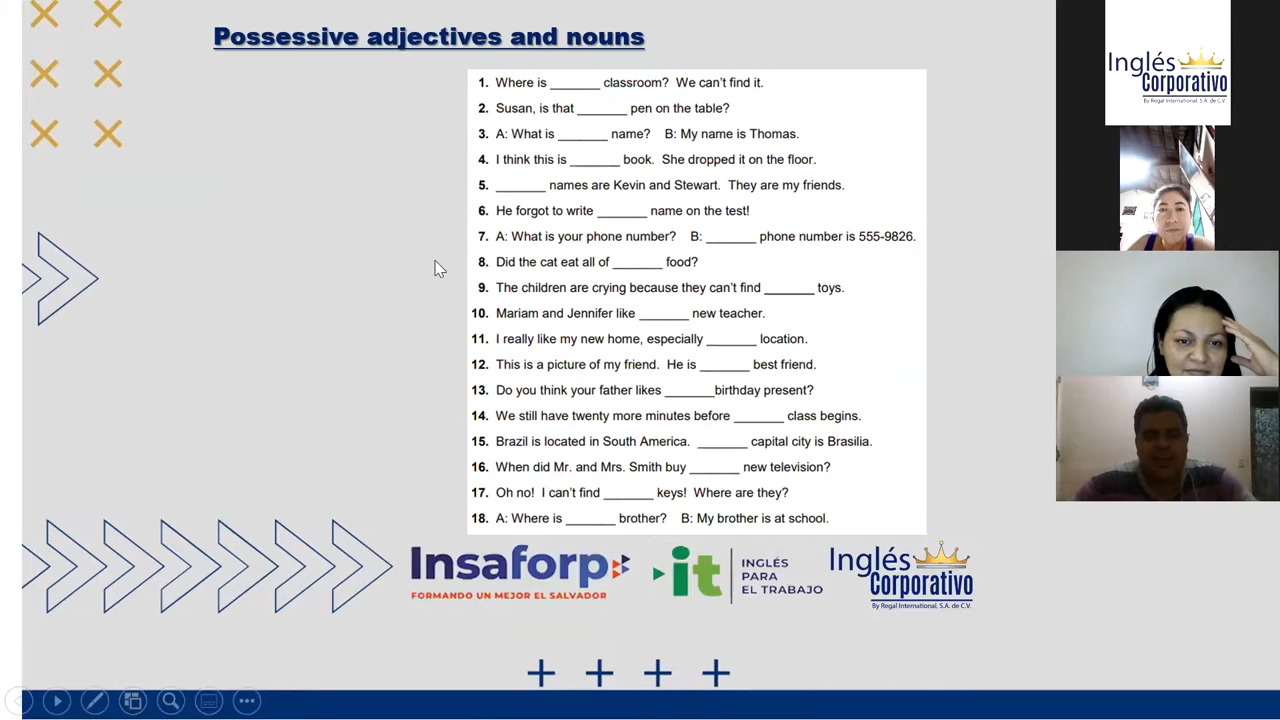 Possessive adjectives and nouns
1. Where is _______ classroom? We can't find it.
2. Susan, is that _______ pen on the table?
3. A: What is _______ name? B: My name is Thomas.
4. I think this is _______ book. She dropped it on the floor.
5. _______ names are Kevin and Stewart. They are my friends.
6. He forgot to write _______ name on the test!
7. A: What is your phone number? B: _______ phone number is 555-9826.
8. Did the cat eat all of _______ food?
9. The children are crying because they can't find _______ toys.
10. Mariam and Jennifer like _______ new teacher.
11. I really like my new home, especially _______ location.
12. This is a picture of my friend. He is _______ best friend.
13. Do you think your father likes _______birthday present?
14. We still have twenty more minutes before _______ class begins.
15. Brazil is located in South America. _______ capital city is Brasilia.
16. When did Mr. and Mrs. Smith buy _______ new television?
17. Oh no! I can't find _______ keys! Where are they?
18. A: Where is _______ brother? B: My brother is at school.
Insaforp
FORMANDO UN MEJOR EL SALVADOR
it
INGLÉS
PARA
EL TRABAJO
Inglés
Corporativo
By Regal International, S.A. de C.V.
Inglés
Corporativo
By Regal International, S.A. de C.V.